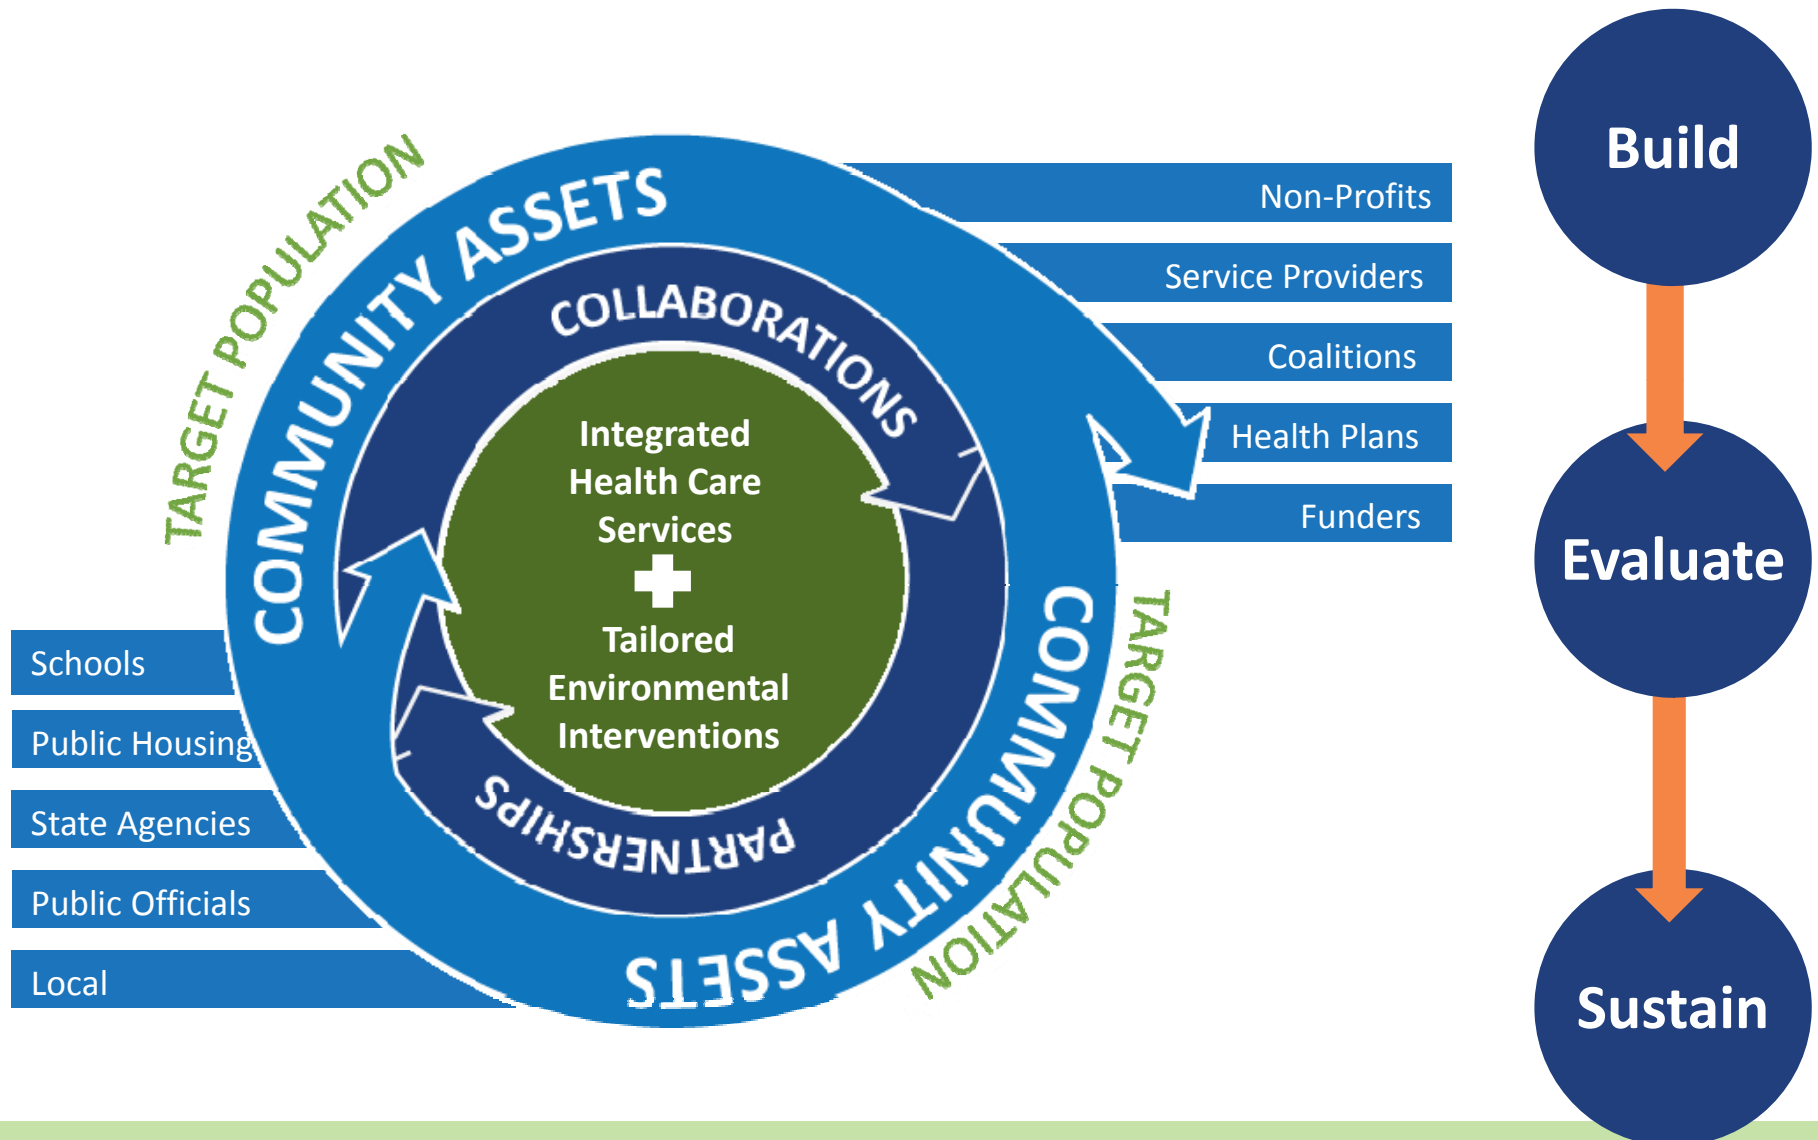 TARGET POPULATION
COMMUNITY ASSETS
COLLABORATIONS
Integrated
Health Care
Services
Tailored
Environmental
Interventions
PARTNERSHIPS
COMMUNITY ASSETS
TARGET POPULATION
Non-Profits
Service Providers
Coalitions
Health Plans
Funders
Schools
Public Housing
State Agencies
Public Officials
Local
Build
Evaluate
Sustain